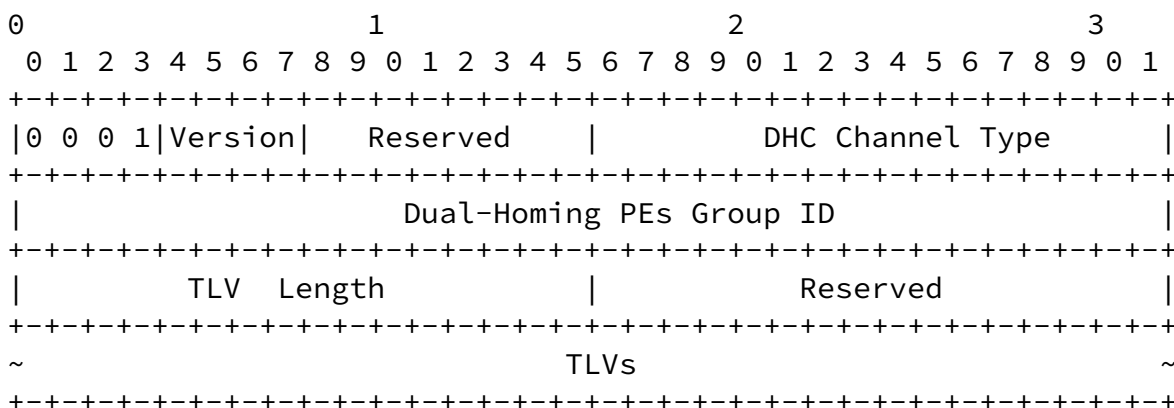 0                   1                   2                   3
 0 1 2 3 4 5 6 7 8 9 0 1 2 3 4 5 6 7 8 9 0 1 2 3 4 5 6 7 8 9 0 1
+-+-+-+-+-+-+-+-+-+-+-+-+-+-+-+-+-+-+-+-+-+-+-+-+-+-+-+-+-+-+-+-+
|0 0 0 1|Version|   Reserved    |         DHC Channel Type      |
+-+-+-+-+-+-+-+-+-+-+-+-+-+-+-+-+-+-+-+-+-+-+-+-+-+-+-+-+-+-+-+-+
|                     Dual-Homing PEs Group ID                  |
+-+-+-+-+-+-+-+-+-+-+-+-+-+-+-+-+-+-+-+-+-+-+-+-+-+-+-+-+-+-+-+-+
|         TLV  Length           |           Reserved            |
+-+-+-+-+-+-+-+-+-+-+-+-+-+-+-+-+-+-+-+-+-+-+-+-+-+-+-+-+-+-+-+-+
~                              TLVs                             ~
+-+-+-+-+-+-+-+-+-+-+-+-+-+-+-+-+-+-+-+-+-+-+-+-+-+-+-+-+-+-+-+-+